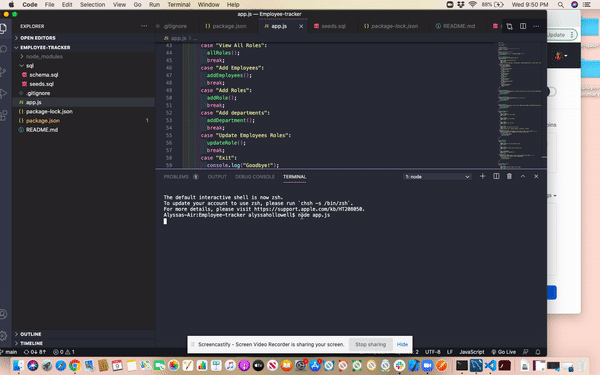 Code File Edit Selection View Go Run Terminal Window Help
88%
Wed 9:50 PM
app.js — Employee-tracker
EXPLORER
.gitignore
package.json
app.js
seeds.sql
package-lock.json
README.md
OPEN EDITORS
EMPLOYEE-TRACKER
node_modules
sql
schema.sql
seeds.sql
.gitignore
app.js
package-lock.json
package.json 1
README.md
OUTLINE
TIMELINE
app.js > ...
43 case "View All Roles":
44 allRoles();
45 break;
46 case "Add Employees":
47 addEmployees();
48 break;
49 case "Add Roles":
50 addRole();
51 break;
52 case "Add departments":
53 addDepartment();
54 break;
55 case "Update Employees Roles":
56 updateRole();
57 break;
58 case "Exit":
59 console.log("Goodbye!");
PROBLEMS
OUTPUT
DEBUG CONSOLE
TERMINAL
1: node
The default interactive shell is now zsh.
To update your account to use zsh, please run `chsh -s /bin/zsh`.
For more details, please visit https://support.apple.com/kb/HT208050.
Alyssas-Air:Employee-tracker alyssahollowell$ node app.js
Update
Screencastify - Screen Video Recorder is sharing your screen.
Stop sharing
Hide
main
UTF-8
LF
JavaScript
Go Live